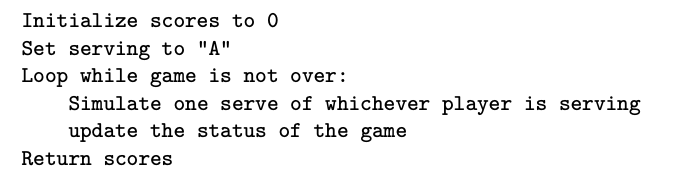 Initialize scores to 0
Set serving to "A"
Loop while game is not over:
    Simulate one serve of whichever player is serving
    update the status of the game
Return scores